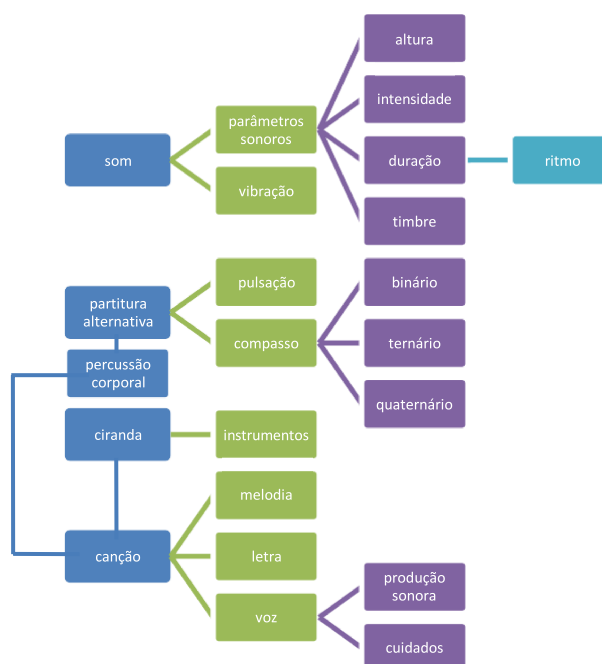 altura
intensidade
parâmetros
sonoros
som
duração
ritmo
vibração
timbre
pulsação
binário
partitura
alternativa
compasso
ternário
percussão
corporal
quaternário
ciranda
instrumentos
melodia
canção
letra
produção
sonora
voz
cuidados